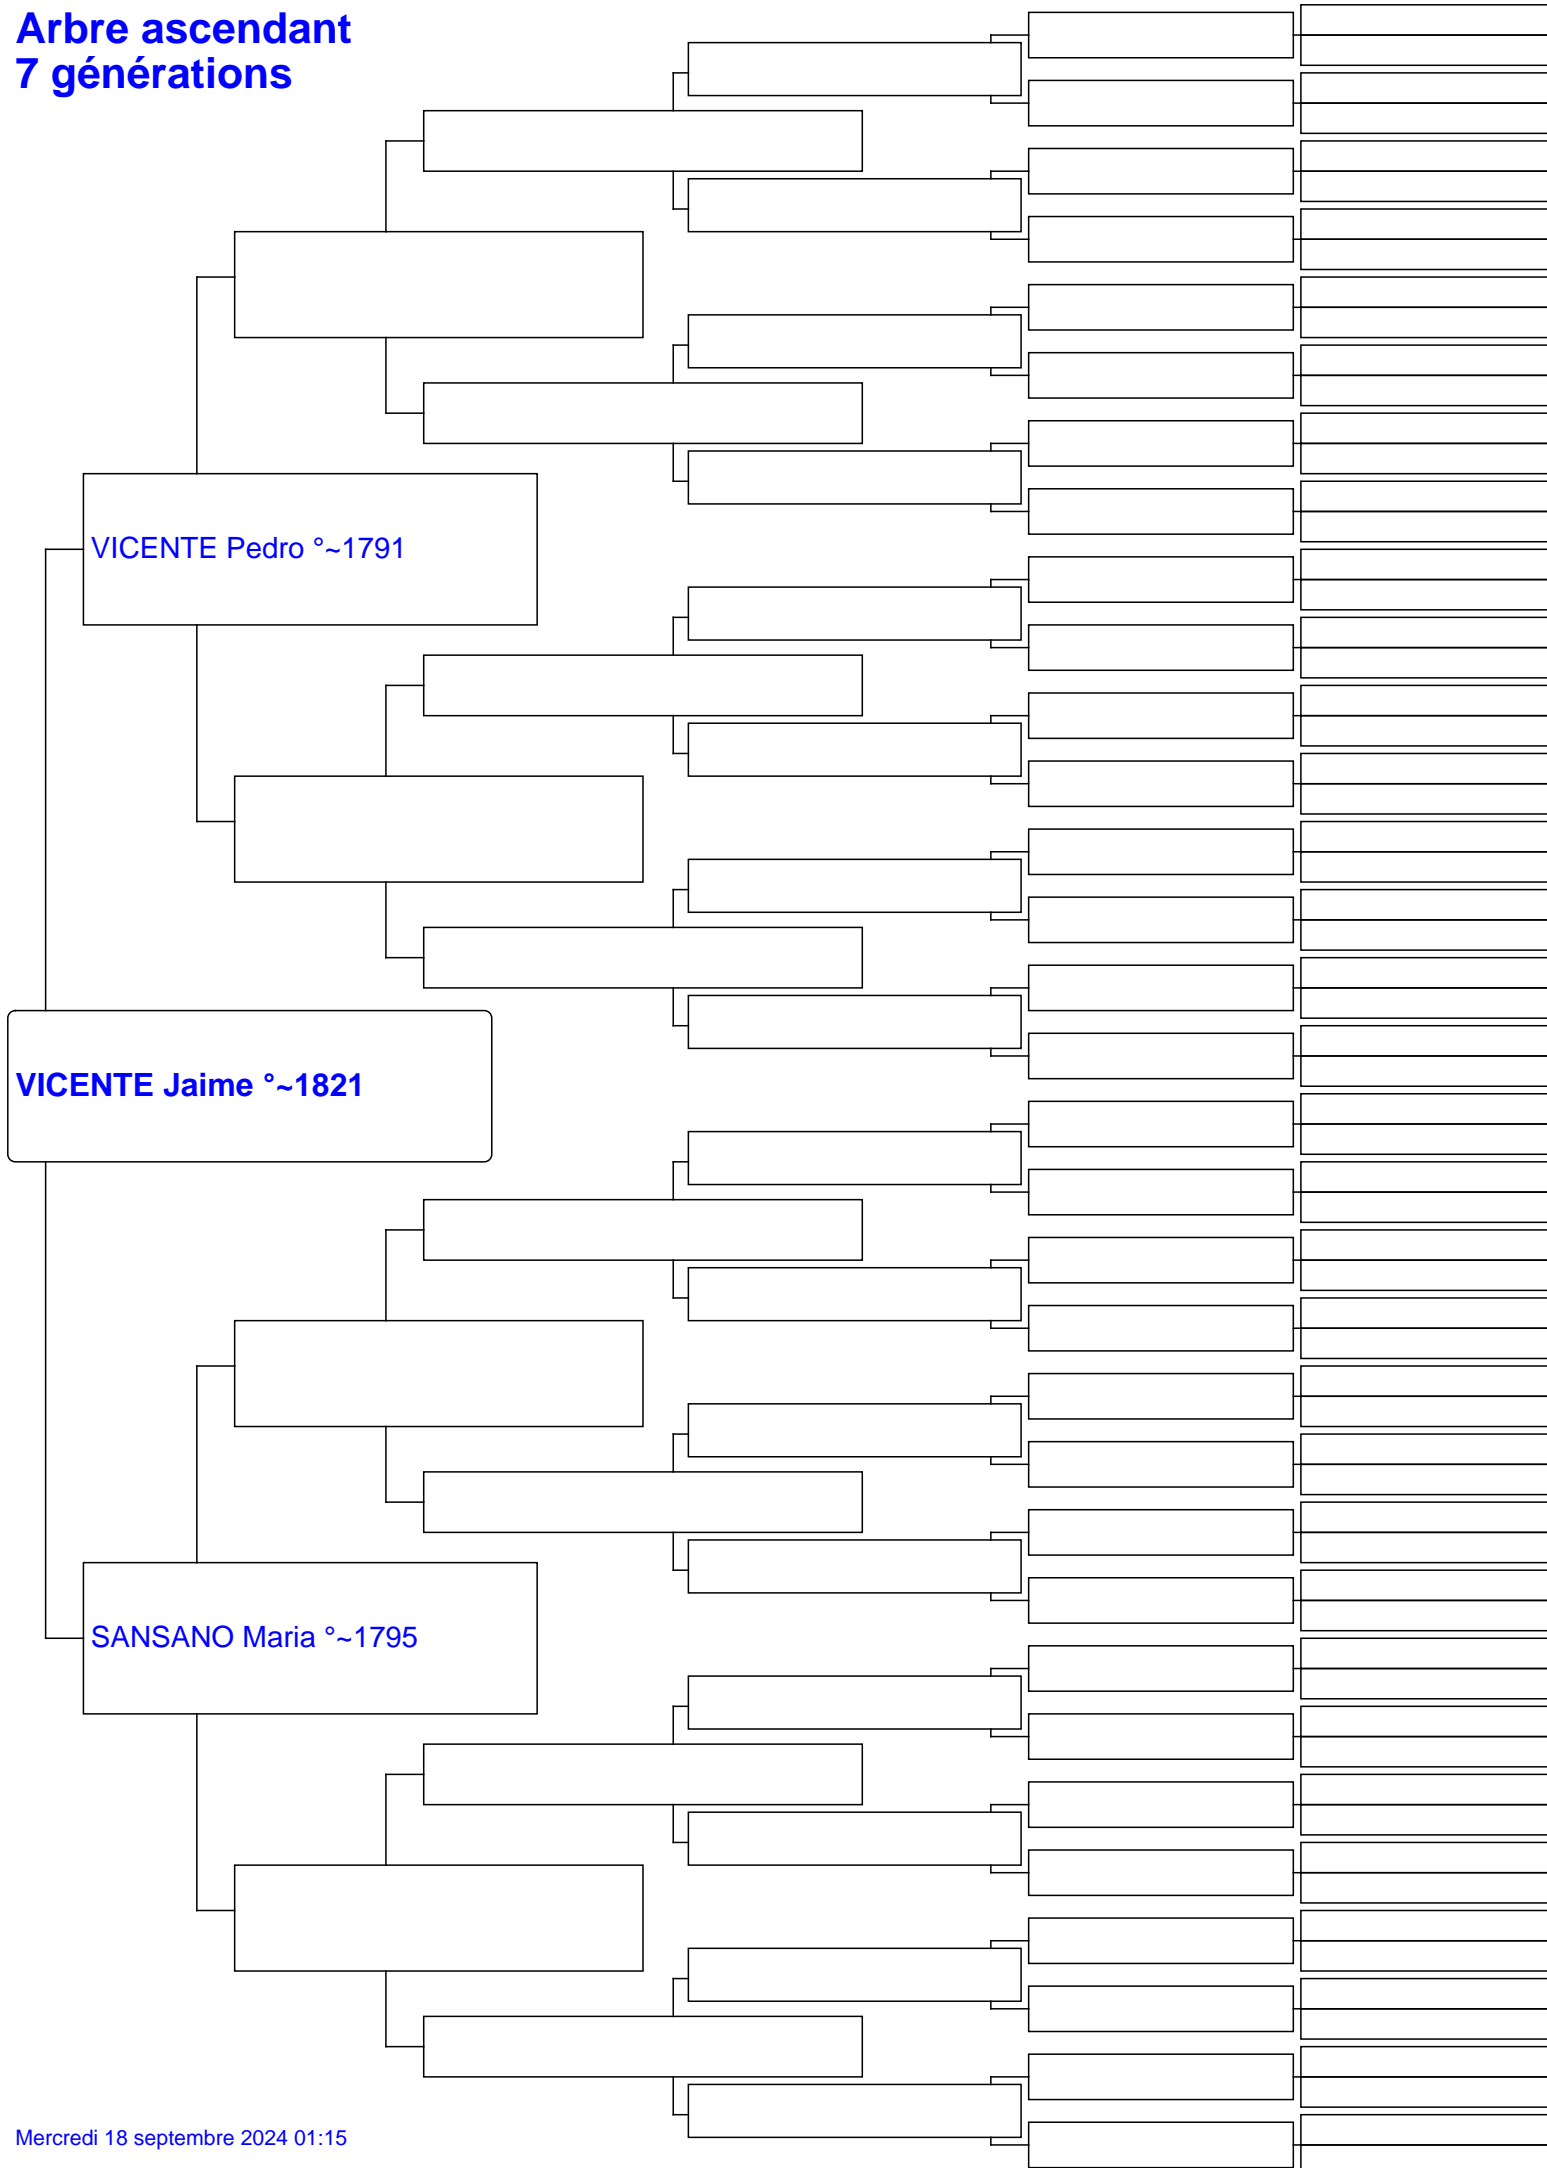 Arbre ascendant
7 générations
VICENTE Pedro °~1791
VICENTE Jaime °~1821
SANSANO Maria °~1795
Mercredi 18 septembre 2024 01:15